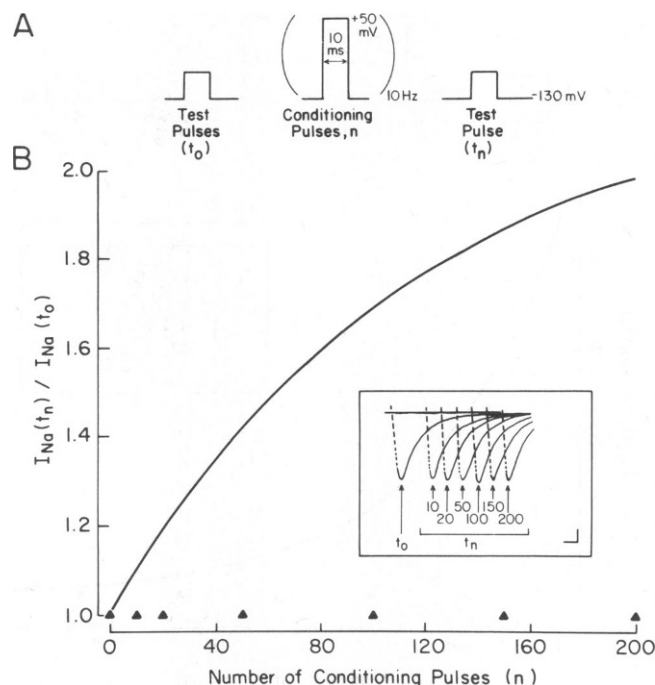 A
+50
mV
10
ms
10 Hz
-130 mV
Test
Pulses
(t₀)
Conditioning
Pulses, n
Test
Pulse
(tₙ)
B
2.0
1.8
1.6
1.4
1.2
1.0
I_Na(tₙ) / I_Na(t₀)
10 50 150
20 100 200
t₀ tₙ
0 40 80 120 160 200
Number of Conditioning Pulses (n)